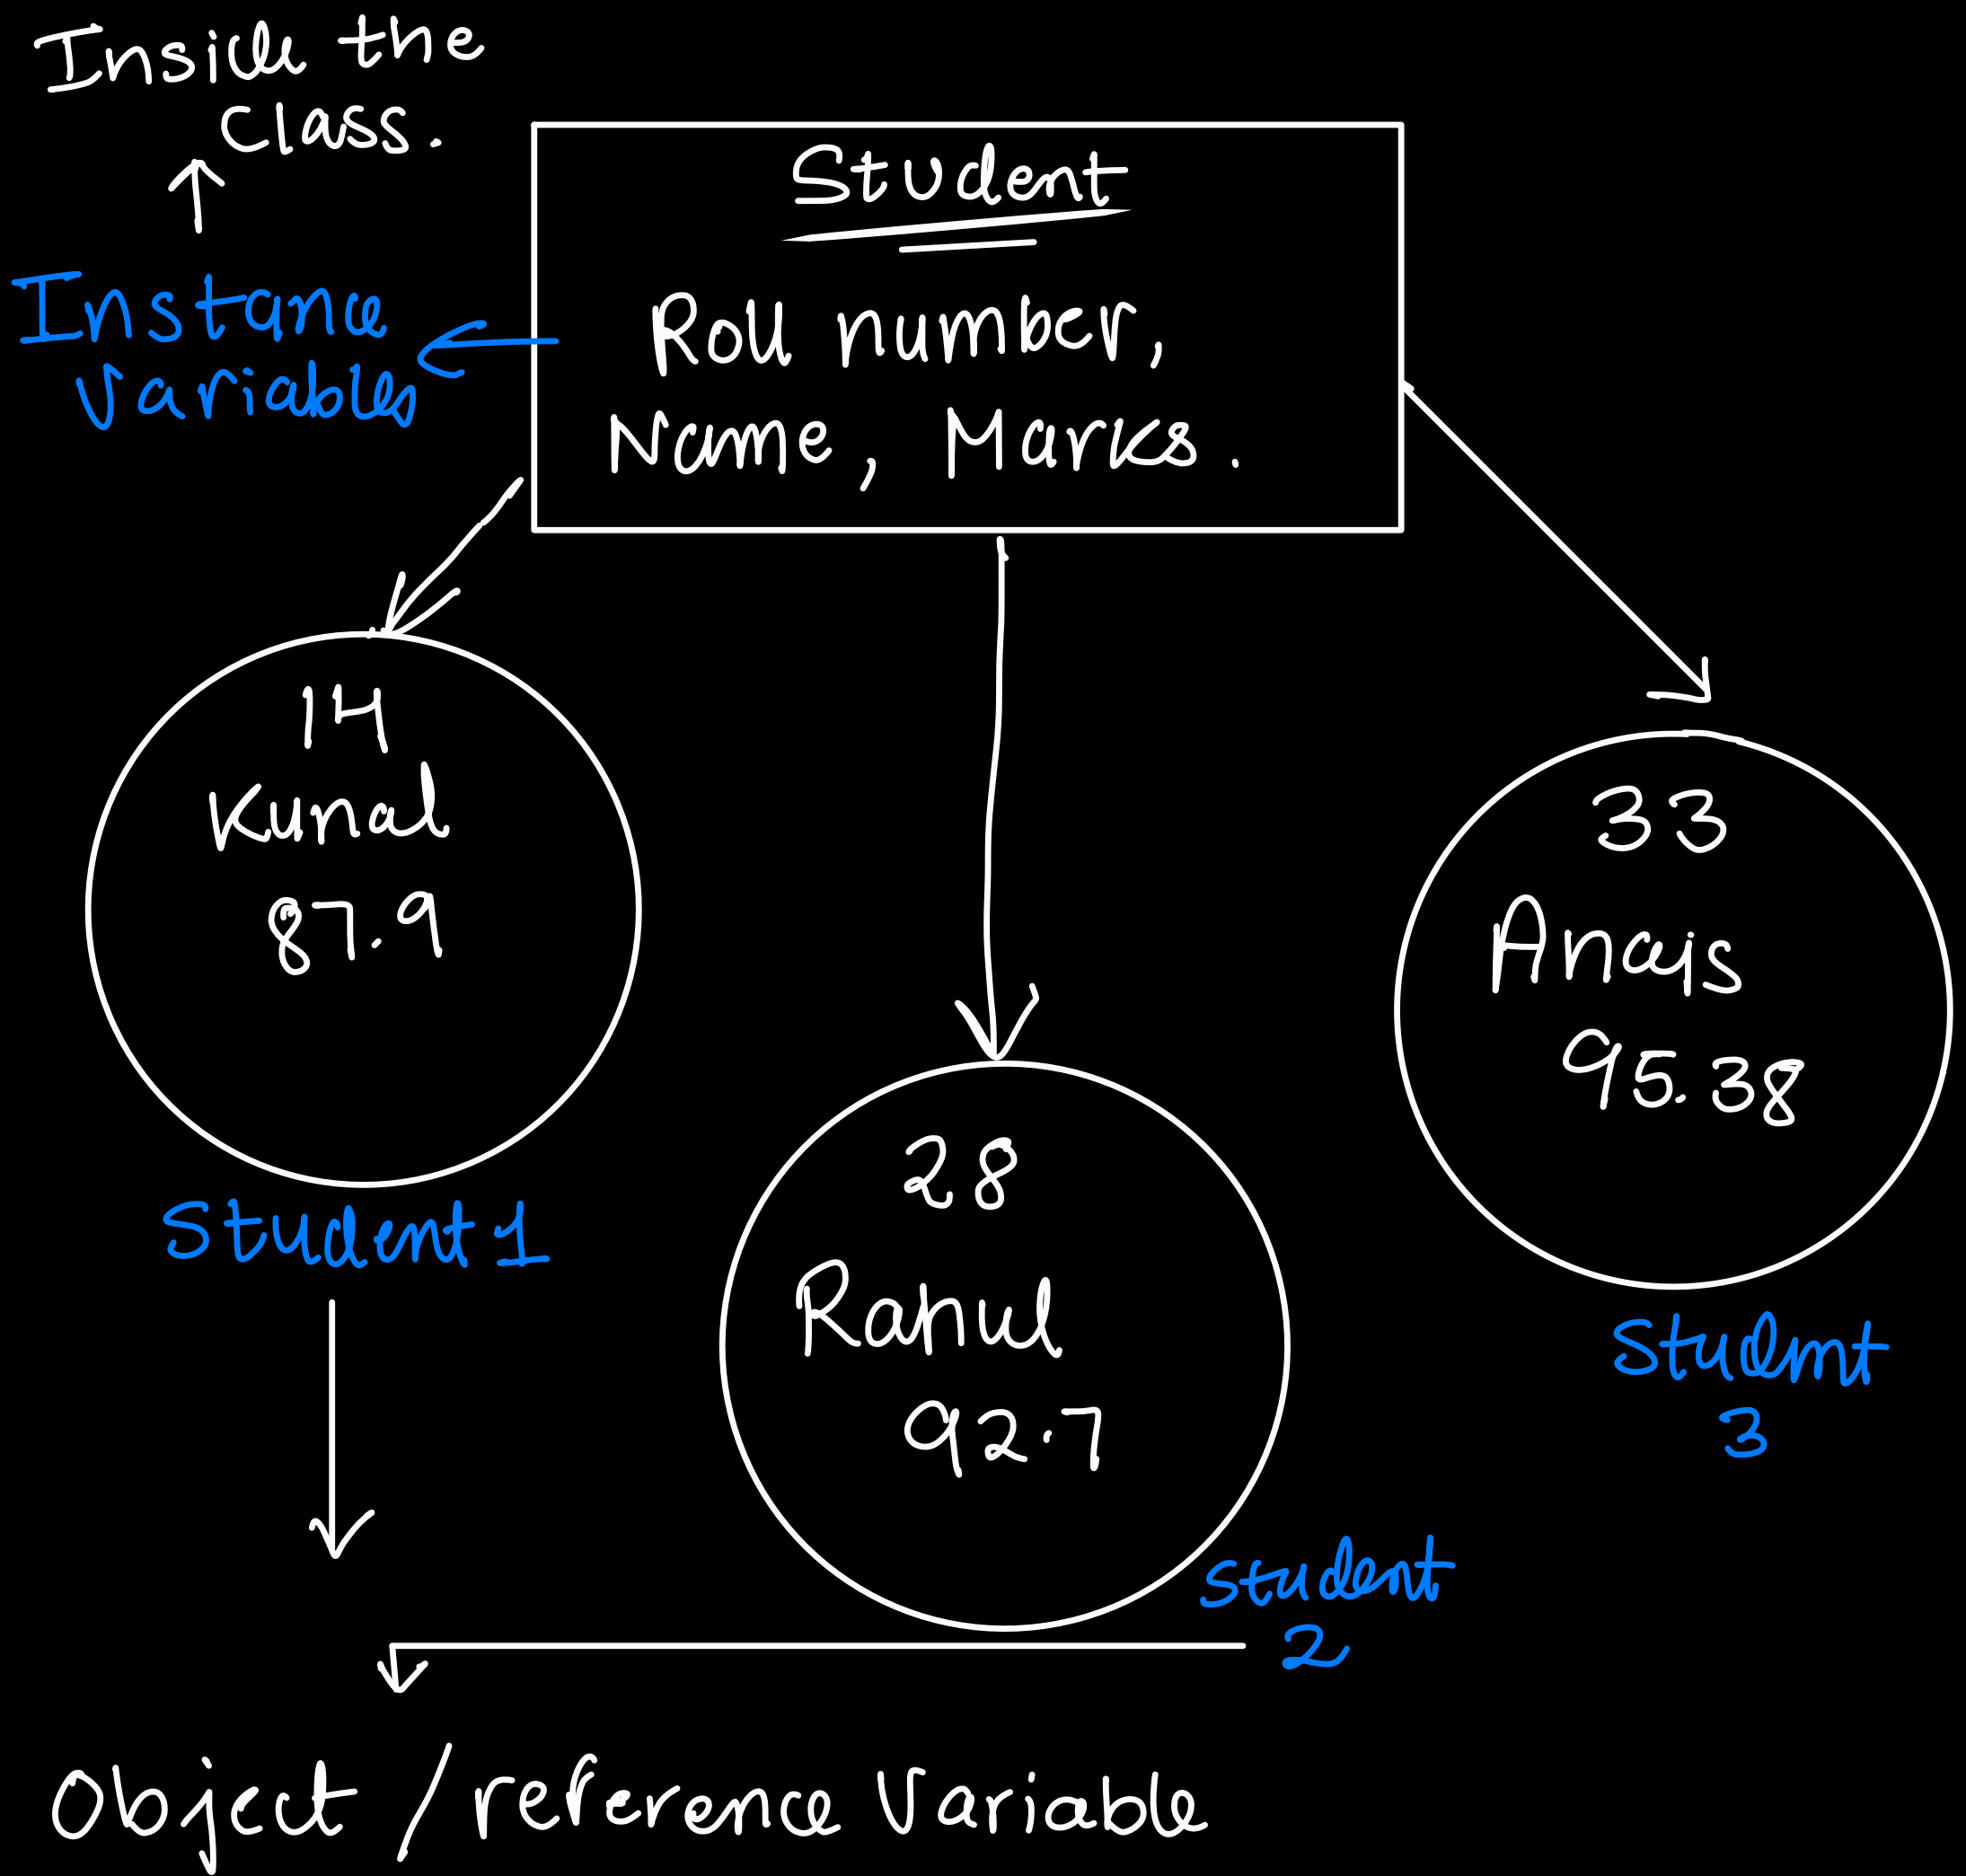 Inside the
class.
Student
Roll number,
Name, Marks.
Instance
Variables
14
Kunal
87.9
Student 1
28
Rahul
92.7
Student
2
33
Anais
95.38
Student
3
Object / reference Variable